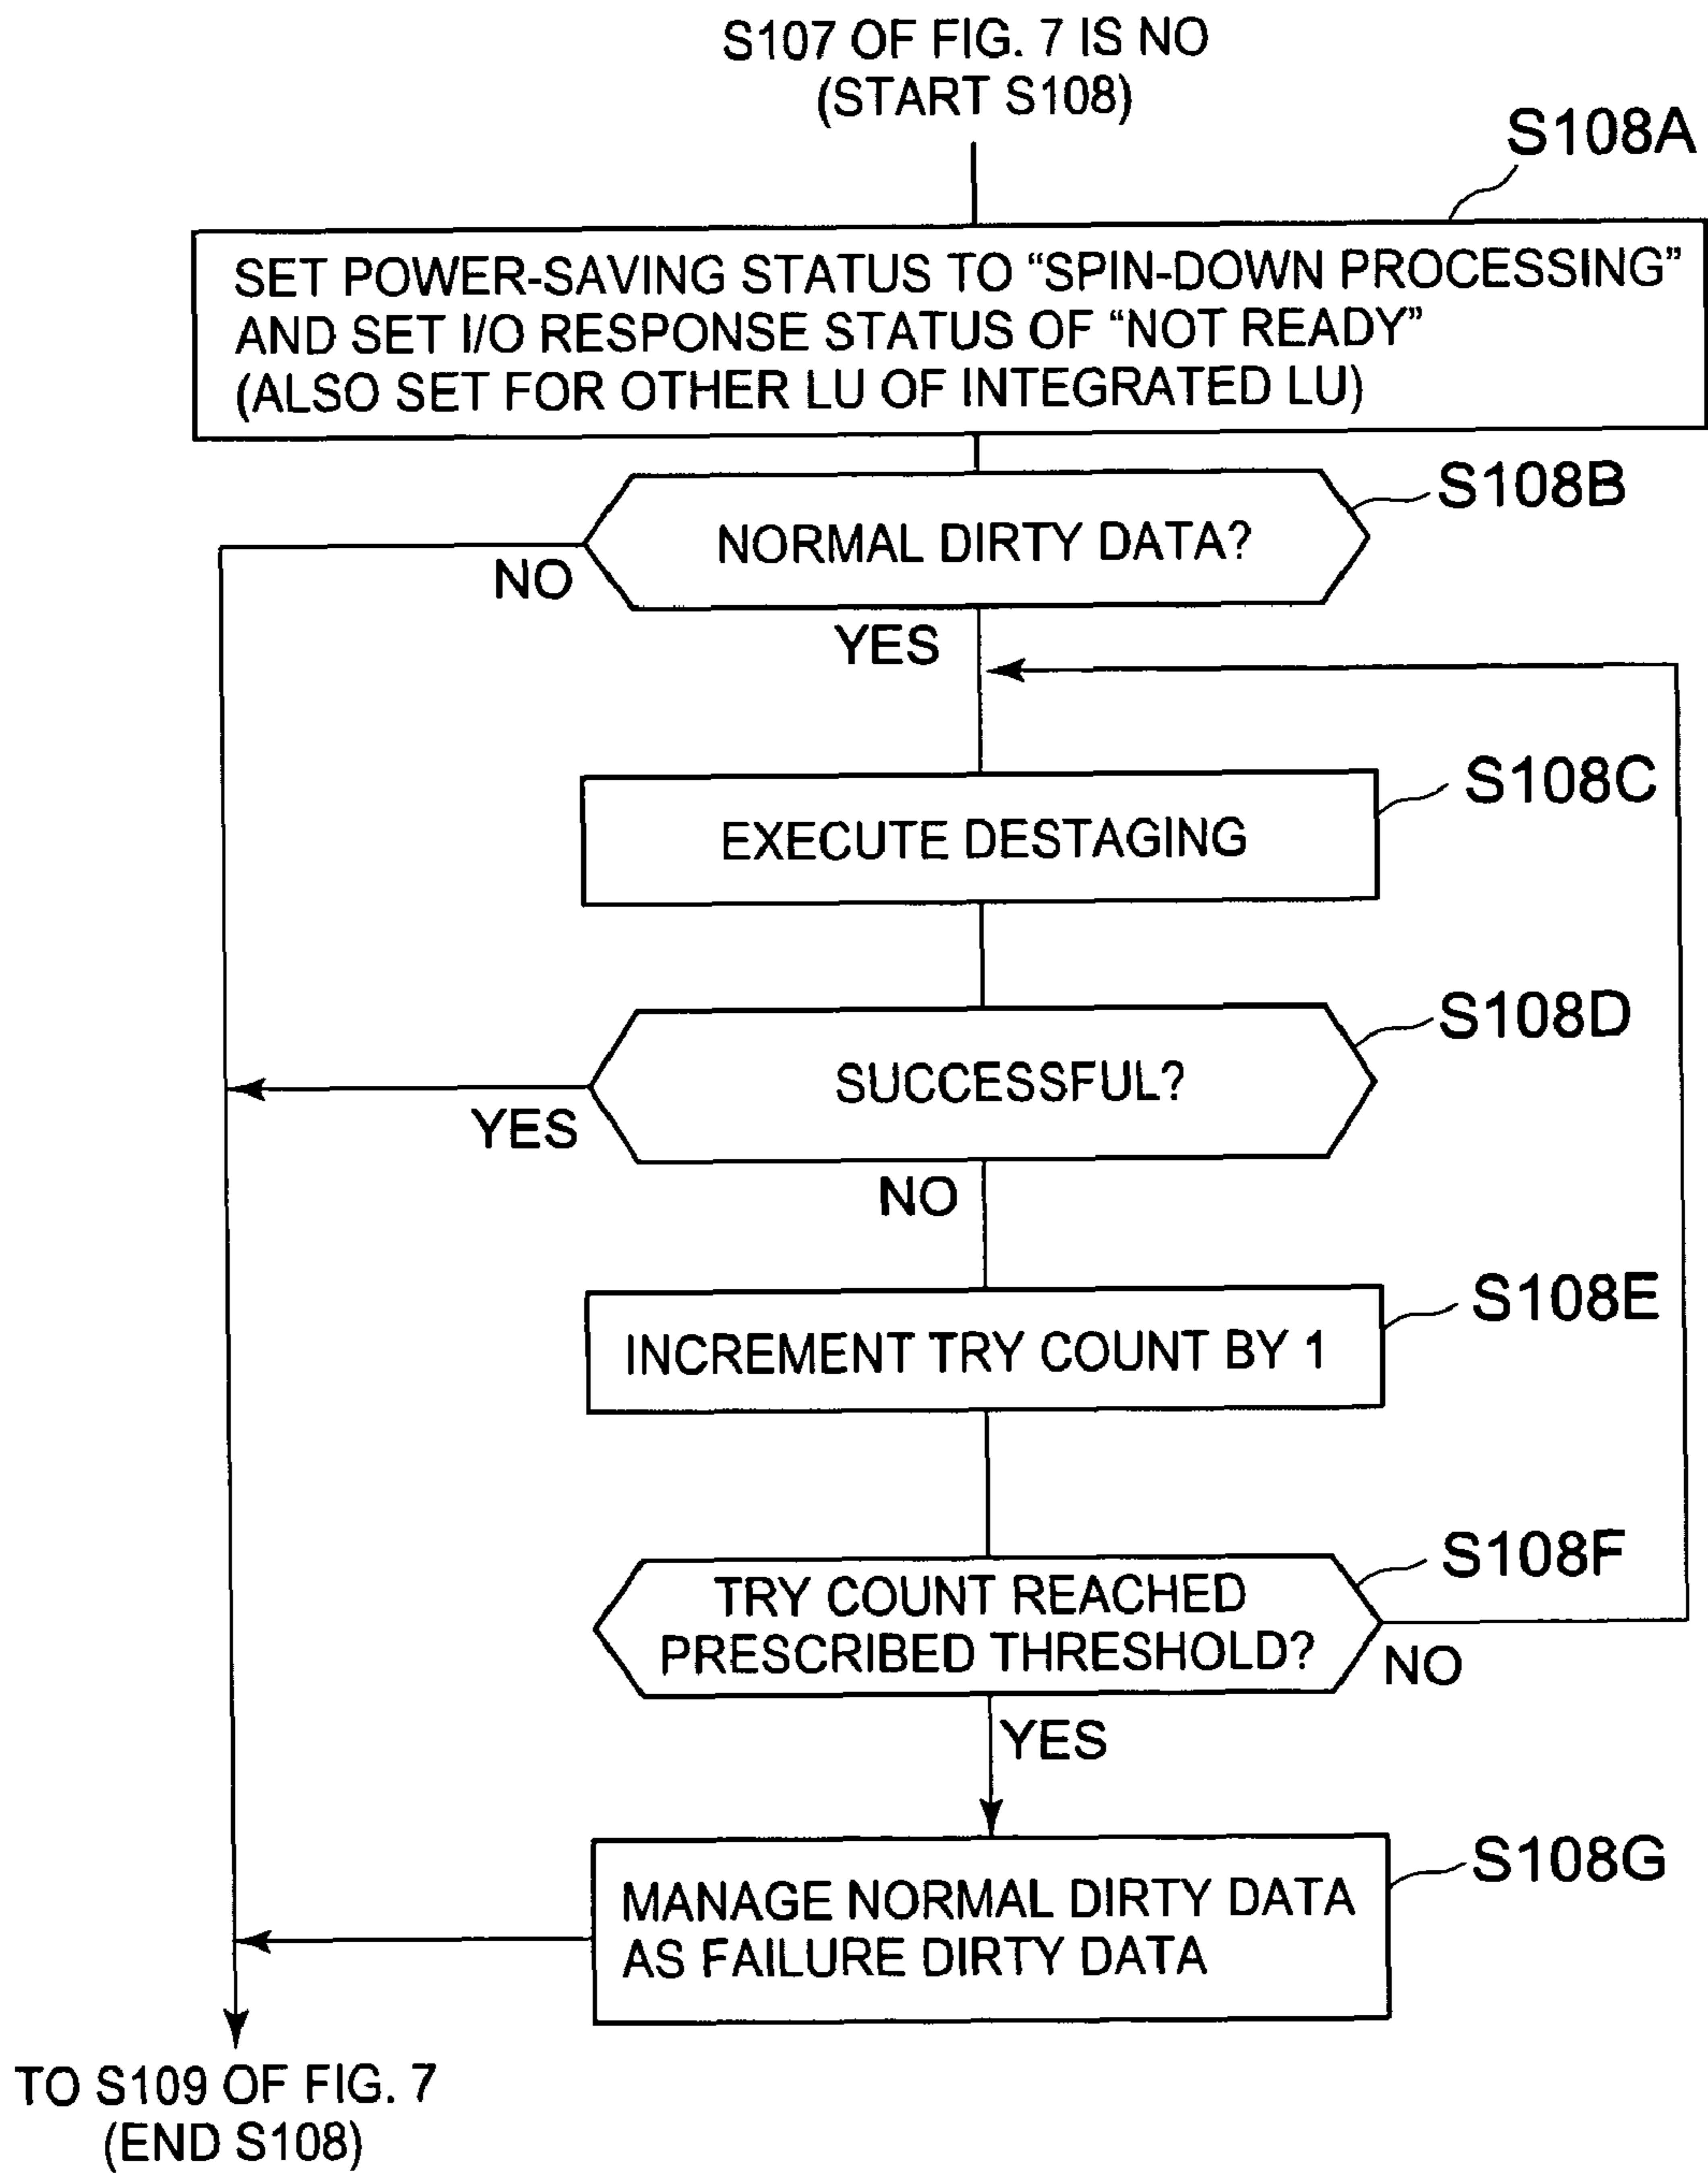 S107 OF FIG. 7 IS NO
(START S108)
S108A
SET POWER-SAVING STATUS TO “SPIN-DOWN PROCESSING”
AND SET I/O RESPONSE STATUS OF “NOT READY”
(ALSO SET FOR OTHER LU OF INTEGRATED LU)
S108B
NORMAL DIRTY DATA?
NO
YES
S108C
EXECUTE DESTAGING
S108D
SUCCESSFUL?
YES
NO
S108E
INCREMENT TRY COUNT BY 1
S108F
TRY COUNT REACHED
PRESCRIBED THRESHOLD?
NO
YES
S108G
MANAGE NORMAL DIRTY DATA
AS FAILURE DIRTY DATA
TO S109 OF FIG. 7
(END S108)